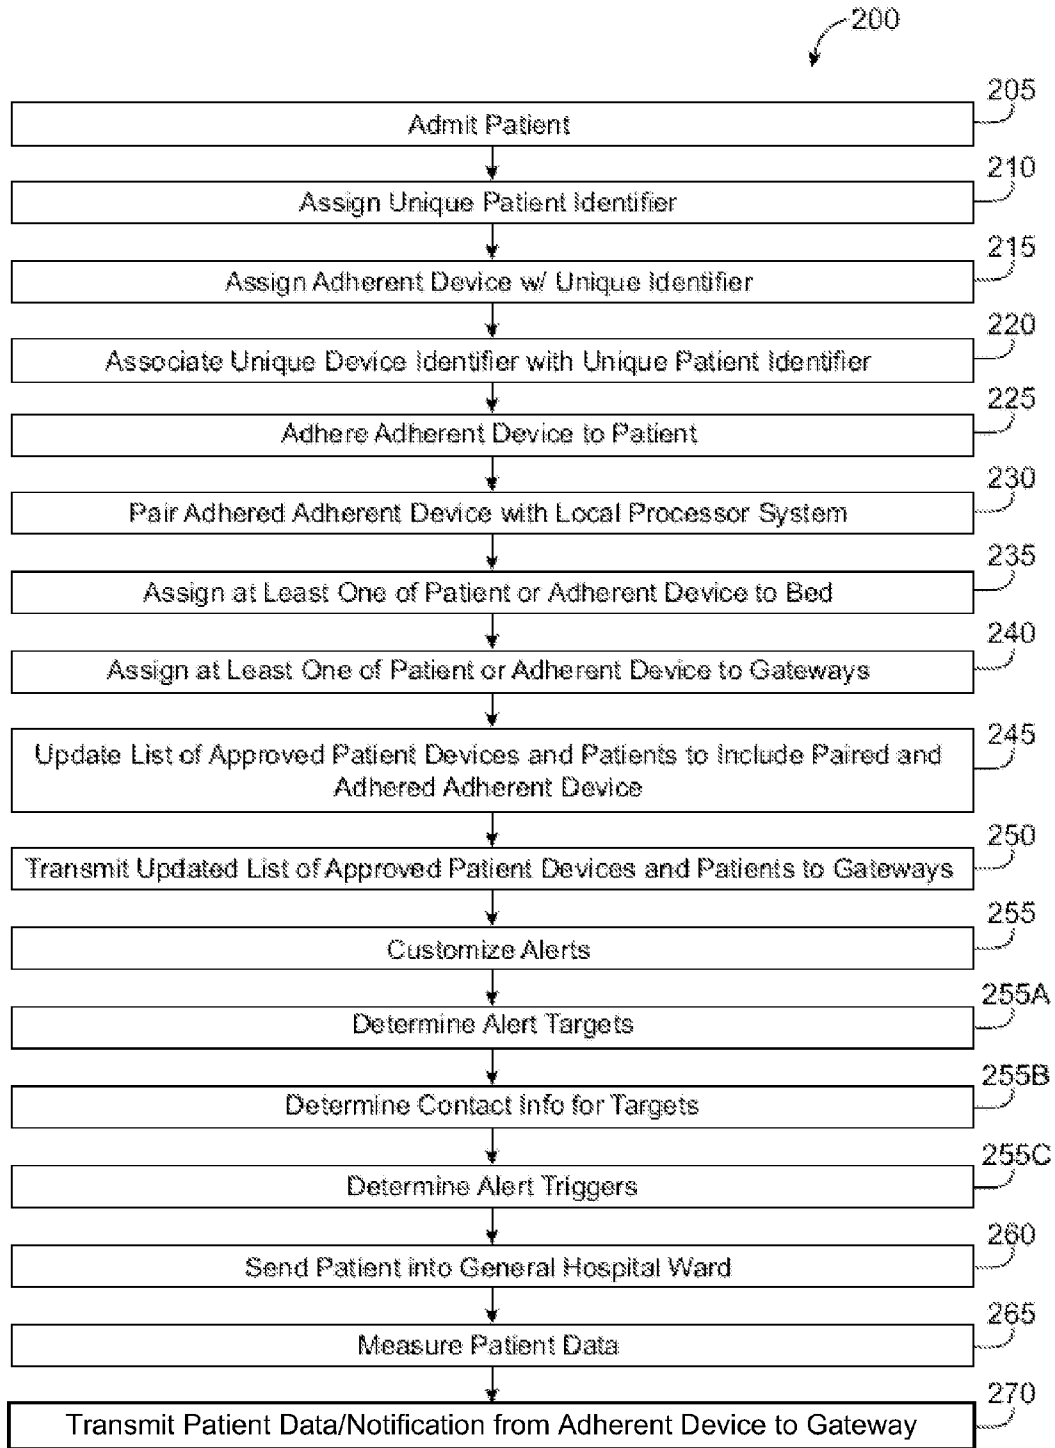 200
205
Admit Patient
210
Assign Unique Patient Identifier
215
Assign Adherent Device w/ Unique Identifier
220
Associate Unique Device Identifier with Unique Patient Identifier
225
Adhere Adherent Device to Patient
230
Pair Adhered Adherent Device with Local Processor System
235
Assign at Least One of Patient or Adherent Device to Bed
240
Assign at Least One of Patient or Adherent Device to Gateways
245
Update List of Approved Patient Devices and Patients to Include Paired and
Adhered Adherent Device
250
Transmit Updated List of Approved Patient Devices and Patients to Gateways
255
Customize Alerts
255A
Determine Alert Targets
255B
Determine Contact Info for Targets
255C
Determine Alert Triggers
260
Send Patient into General Hospital Ward
265
Measure Patient Data
270
Transmit Patient Data/Notification from Adherent Device to Gateway